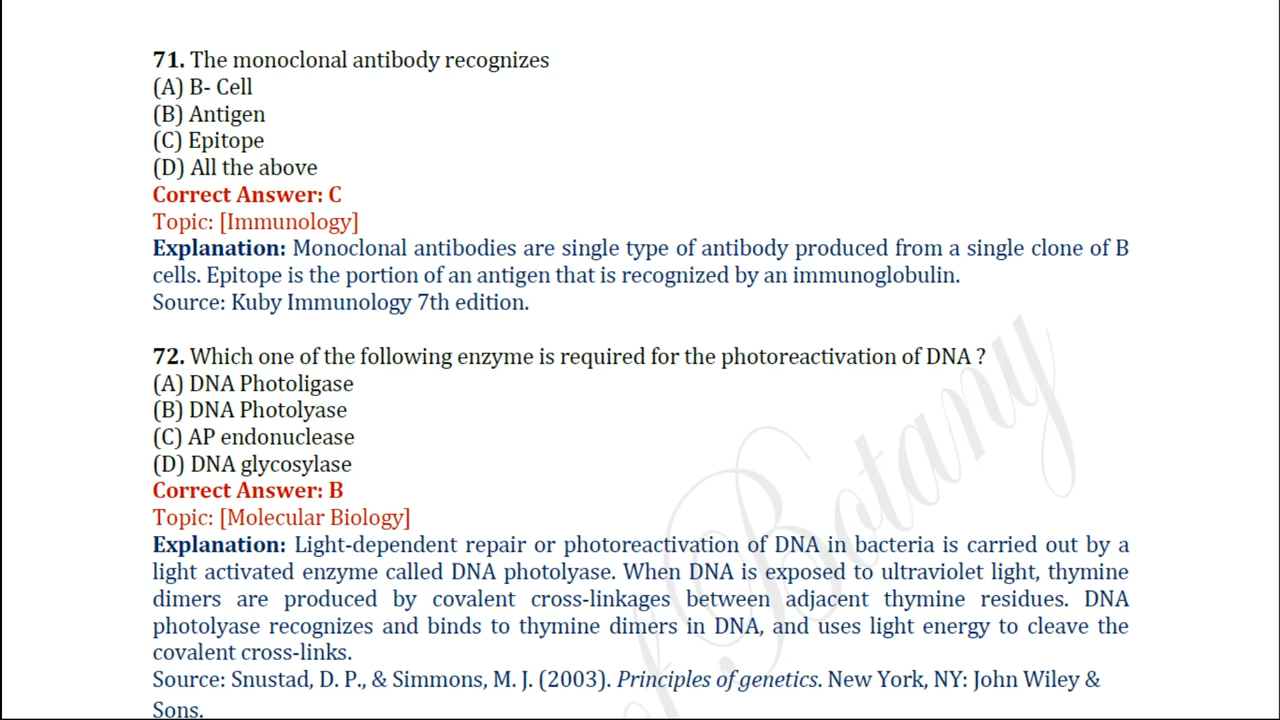 71. The monoclonal antibody recognizes
(A) B- Cell
(B) Antigen
(C) Epitope
(D) All the above
Correct Answer: C
Topic: [Immunology]
Explanation: Monoclonal antibodies are single type of antibody produced from a single clone of B
cells. Epitope is the portion of an antigen that is recognized by an immunoglobulin.
Source: Kuby Immunology 7th edition.
72. Which one of the following enzyme is required for the photoreactivation of DNA ?
(A) DNA Photoligase
(B) DNA Photolyase
(C) AP endonuclease
(D) DNA glycosylase
Correct Answer: B
Topic: [Molecular Biology]
Explanation: Light-dependent repair or photoreactivation of DNA in bacteria is carried out by a
light activated enzyme called DNA photolyase. When DNA is exposed to ultraviolet light, thymine
dimers are produced by covalent cross-linkages between adjacent thymine residues. DNA
photolyase recognizes and binds to thymine dimers in DNA, and uses light energy to cleave the
covalent cross-links.
Source: Snustad, D. P., & Simmons, M. J. (2003). Principles of genetics. New York, NY: John Wiley &
Sons.
of Botany